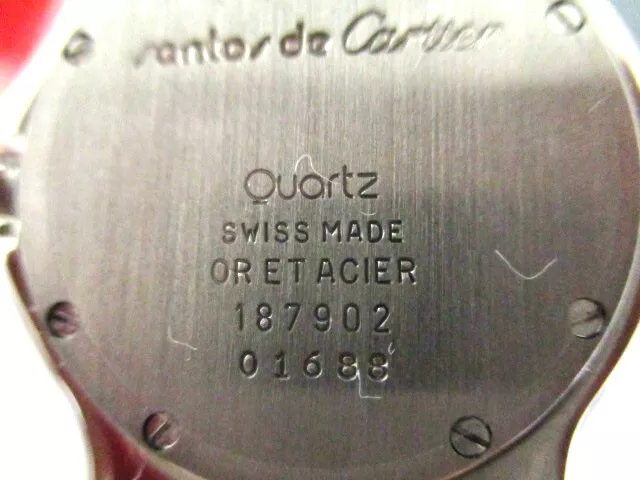 santos de Cartier
Quartz
SWISS MADE
OR ET ACIER
187902
01688